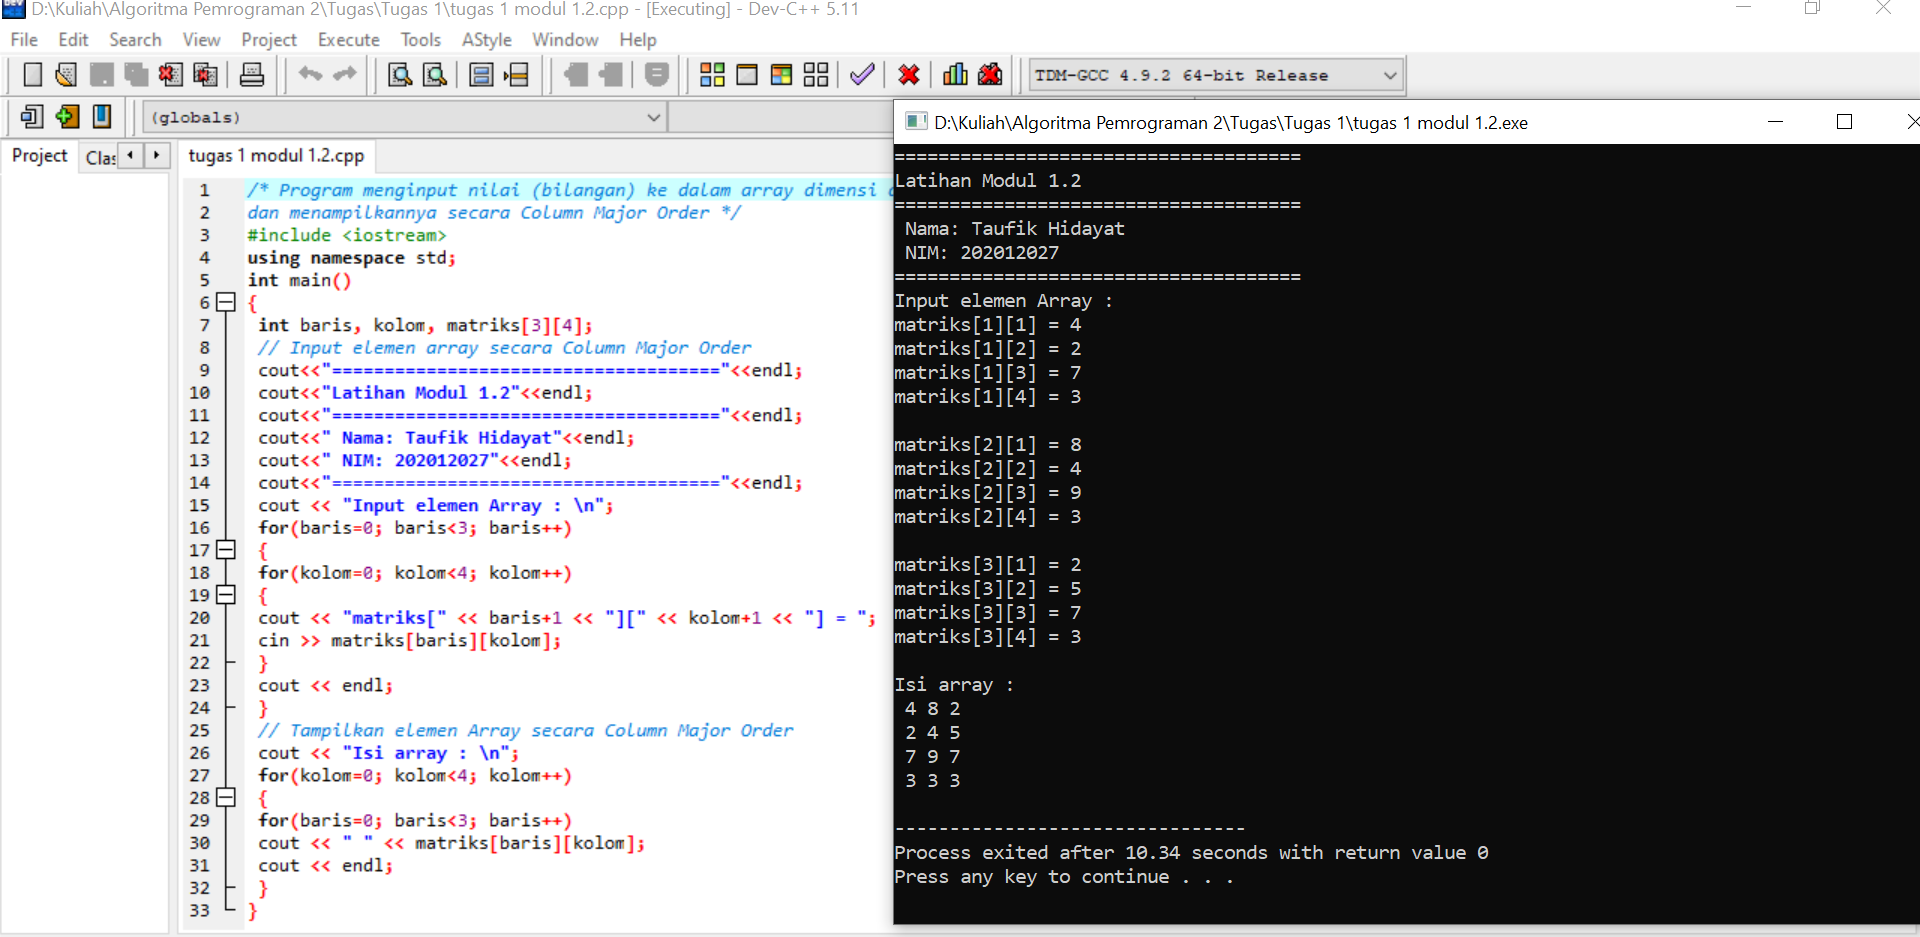 D:\Kuliah\Algoritma Pemrograman 2\Tugas\Tugas 1\tugas 1 modul 1.2.cpp - [Executing] - Dev-C++ 5.11
File Edit Search View Project Execute Tools AStyle Window Help
TDM-GCC 4.9.2 64-bit Release
(globals)
Project Clas tugas 1 modul 1.2.cpp
1 /* Program menginput nilai (bilangan) ke dalam array dimensi
2 dan menampilkannya secara Column Major Order */
3 #include <iostream>
4 using namespace std;
5 int main()
6 {
7 int baris, kolom, matriks[3][4];
8 // Input elemen array secara Column Major Order
9 cout<<"====================================="<<endl;
10 cout<<"Latihan Modul 1.2"<<endl;
11 cout<<"====================================="<<endl;
12 cout<<" Nama: Taufik Hidayat"<<endl;
13 cout<<" NIM: 202012027"<<endl;
14 cout<<"====================================="<<endl;
15 cout << "Input elemen Array : \n";
16 for(baris=0; baris<3; baris++)
17 {
18 for(kolom=0; kolom<4; kolom++)
19 {
20 cout << "matriks[" << baris+1 << "][" << kolom+1 << "] = ";
21 cin >> matriks[baris][kolom];
22 }
23 cout << endl;
24 }
25 // Tampilkan elemen Array secara Column Major Order
26 cout << "Isi array : \n";
27 for(kolom=0; kolom<4; kolom++)
28 {
29 for(baris=0; baris<3; baris++)
30 cout << " " << matriks[baris][kolom];
31 cout << endl;
32 }
33 }
D:\Kuliah\Algoritma Pemrograman 2\Tugas\Tugas 1\tugas 1 modul 1.2.exe
=====================================
Latihan Modul 1.2
=====================================
Nama: Taufik Hidayat
NIM: 202012027
=====================================
Input elemen Array :
matriks[1][1] = 4
matriks[1][2] = 2
matriks[1][3] = 7
matriks[1][4] = 3
matriks[2][1] = 8
matriks[2][2] = 4
matriks[2][3] = 9
matriks[2][4] = 3
matriks[3][1] = 2
matriks[3][2] = 5
matriks[3][3] = 7
matriks[3][4] = 3
Isi array :
4 8 2
2 4 5
7 9 7
3 3 3
--------------------------------
Process exited after 10.34 seconds with return value 0
Press any key to continue . . .